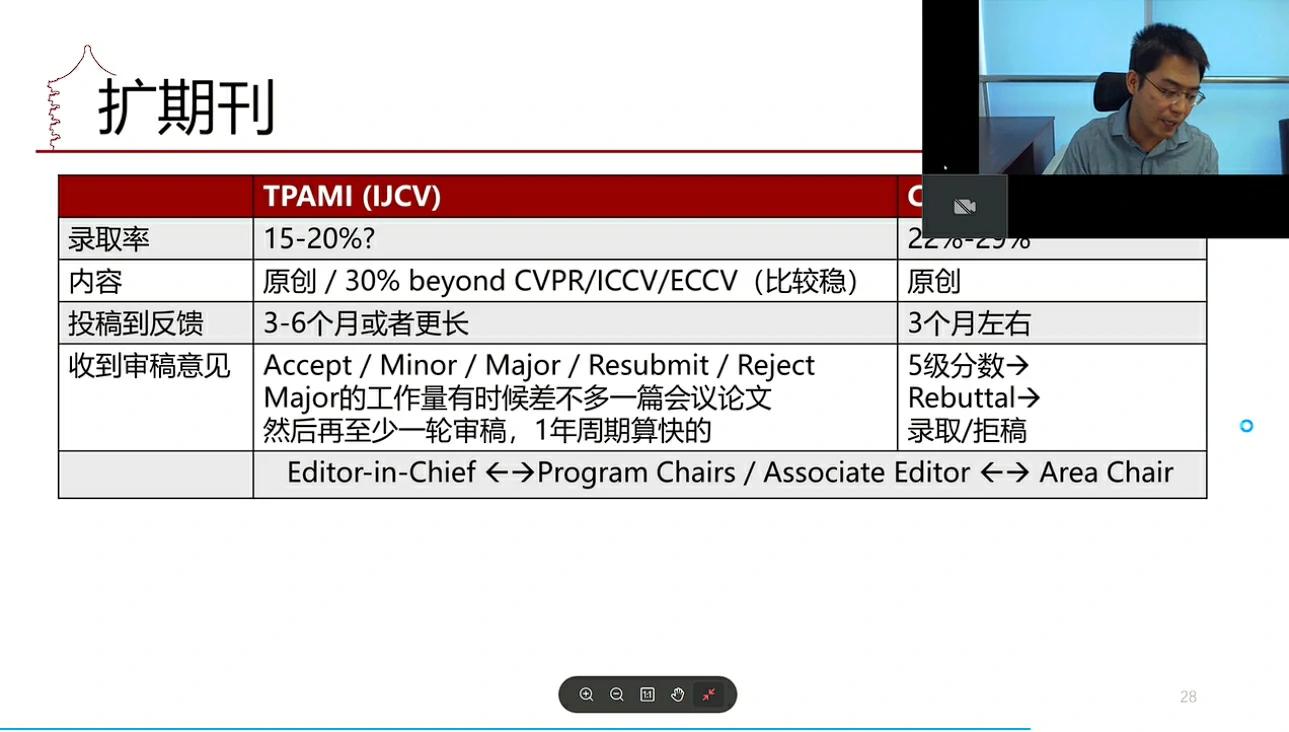 扩期刊
TPAMI (IJCV)
C
录取率
15-20%?
22%-29%
内容
原创 / 30% beyond CVPR/ICCV/ECCV（比较稳）
原创
投稿到反馈
3-6个月或者更长
3个月左右
收到审稿意见
Accept / Minor / Major / Resubmit / Reject
Major的工作量有时候差不多一篇会议论文
然后再至少一轮审稿，1年周期算快的
5级分数→
Rebuttal→
录取/拒稿
Editor-in-Chief ←→Program Chairs / Associate Editor ←→ Area Chair
1:1
28